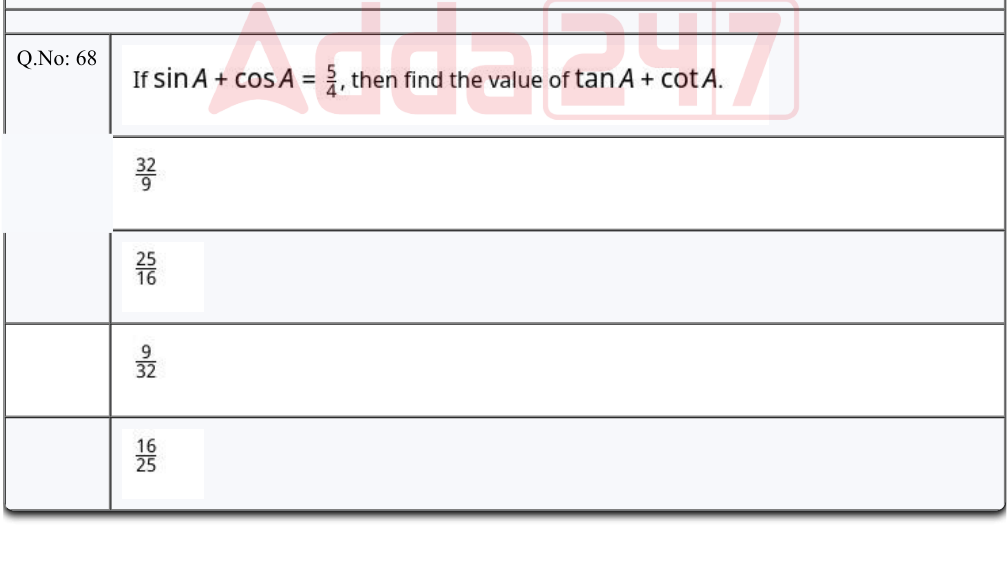 Adda247
Q.No: 68
If sin A + cos A = 5/4, then find the value of tan A + cot A.
32/9
25/16
9/32
16/25